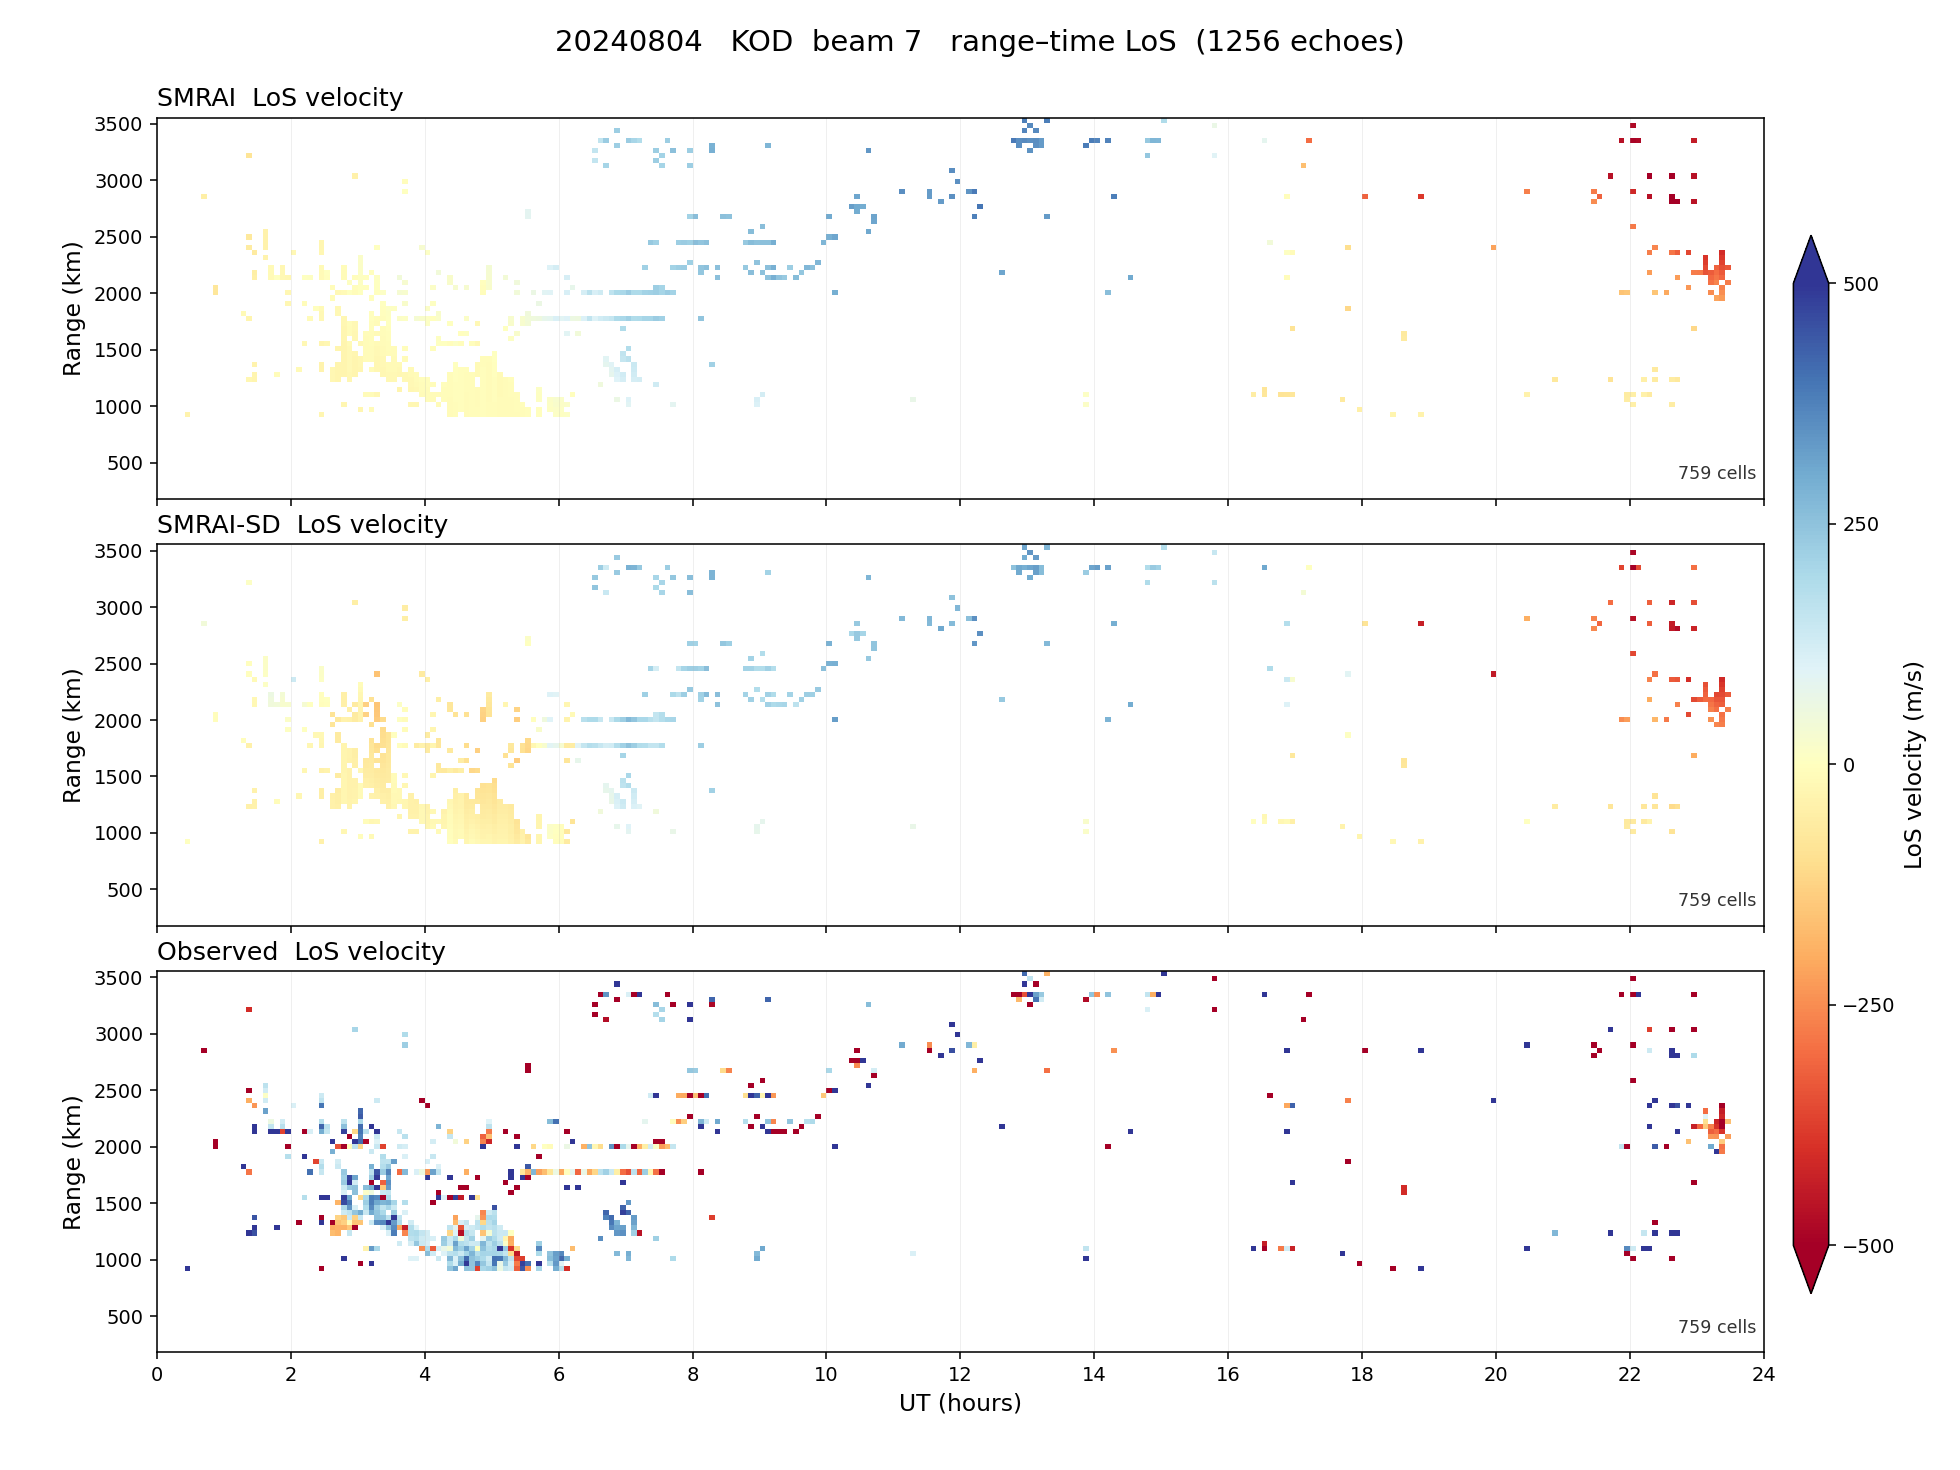 20240804   KOD  beam 7   range–time LoS  (1256 echoes)
SMRAI  LoS velocity
3500
3000
2500
2000
1500
1000
500
Range (km)
759 cells
SMRAI-SD  LoS velocity
3500
3000
2500
2000
1500
1000
500
Range (km)
759 cells
Observed  LoS velocity
3500
3000
2500
2000
1500
1000
500
Range (km)
759 cells
0 2 4 6 8 10 12 14 16 18 20 22 24
UT (hours)
500
250
0
−250
−500
LoS velocity (m/s)